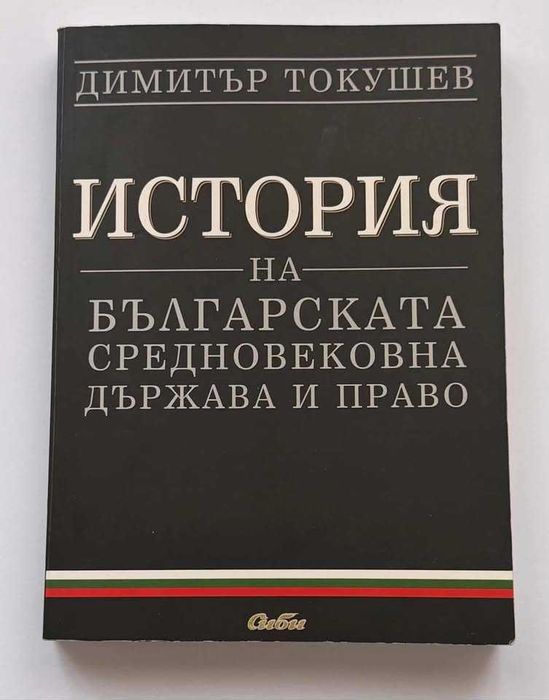 ДИМИТЪР ТОКУШЕВ
ИСТОРИЯ
НА
БЪЛГАРСКАТА
СРЕДНОВЕКОВНА
ДЪРЖАВА И ПРАВО
Сиби